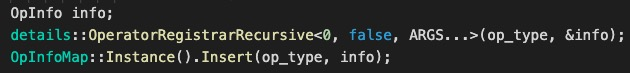 OpInfo info;
details::OperatorRegistrarRecursive<0, false, ARGS...>(op_type, &info);
OpInfoMap::Instance().Insert(op_type, info);